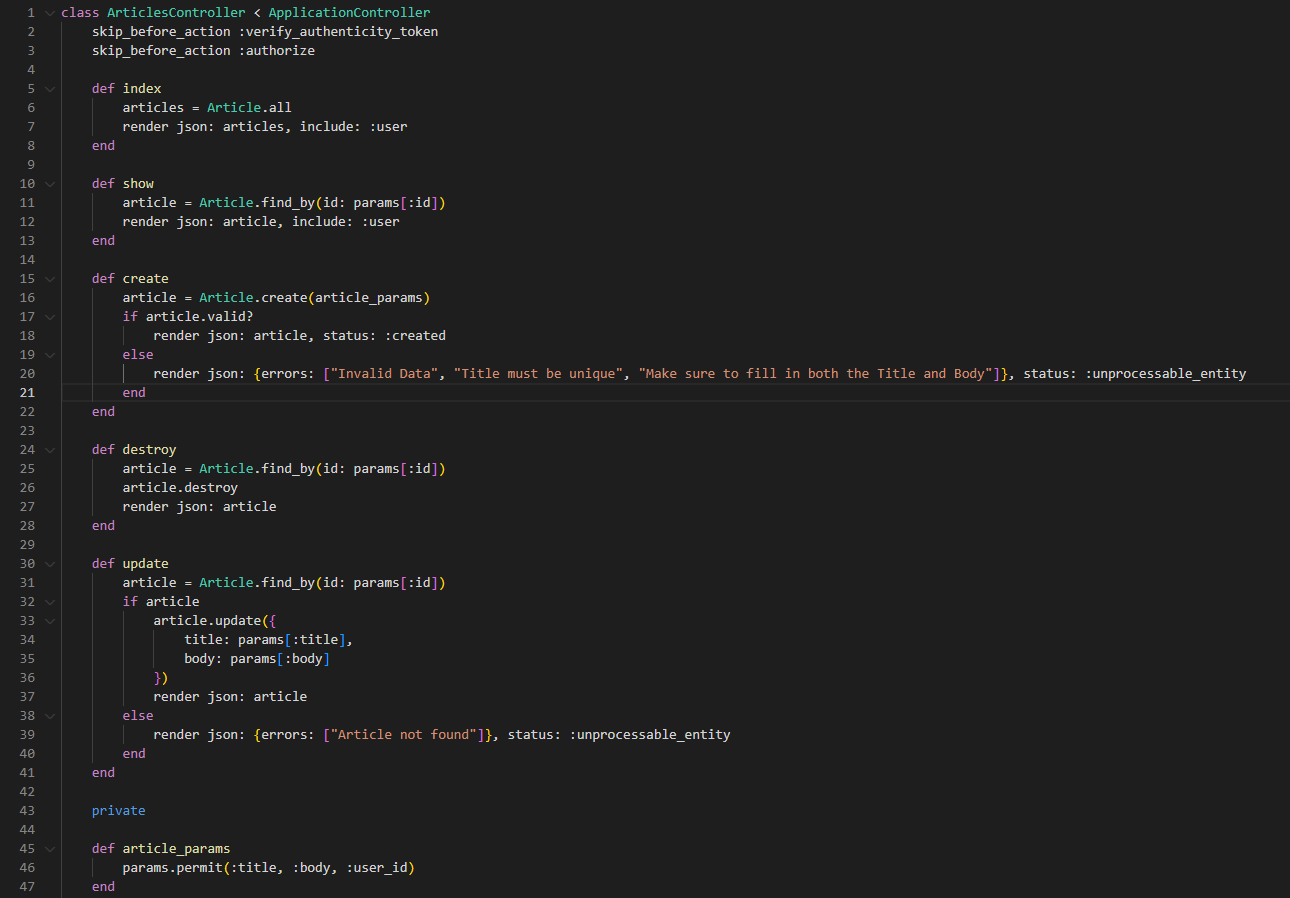 1 class ArticlesController < ApplicationController
2     skip_before_action :verify_authenticity_token
3     skip_before_action :authorize
4
5     def index
6         articles = Article.all
7         render json: articles, include: :user
8     end
9
10     def show
11         article = Article.find_by(id: params[:id])
12         render json: article, include: :user
13     end
14
15     def create
16         article = Article.create(article_params)
17         if article.valid?
18             render json: article, status: :created
19         else
20             render json: {errors: ["Invalid Data", "Title must be unique", "Make sure to fill in both the Title and Body"]}, status: :unprocessable_entity
21         end
22     end
23
24     def destroy
25         article = Article.find_by(id: params[:id])
26         article.destroy
27         render json: article
28     end
29
30     def update
31         article = Article.find_by(id: params[:id])
32         if article
33             article.update({
34                 title: params[:title],
35                 body: params[:body]
36             })
37             render json: article
38         else
39             render json: {errors: ["Article not found"]}, status: :unprocessable_entity
40         end
41     end
42
43     private
44
45     def article_params
46         params.permit(:title, :body, :user_id)
47     end